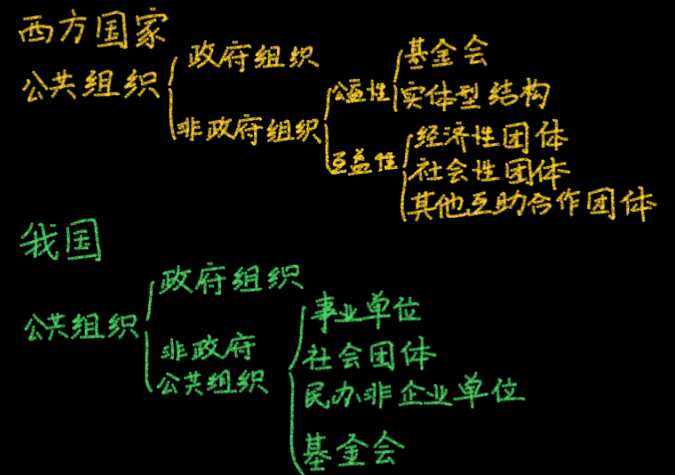 西方国家
公共组织
政府组织
非政府组织
公益性
基金会
实体型结构
互益性
经济性团体
社会性团体
其他互助合作团体
我国
公共组织
政府组织
非政府
公共组织
事业单位
社会团体
民办非企业单位
基金会